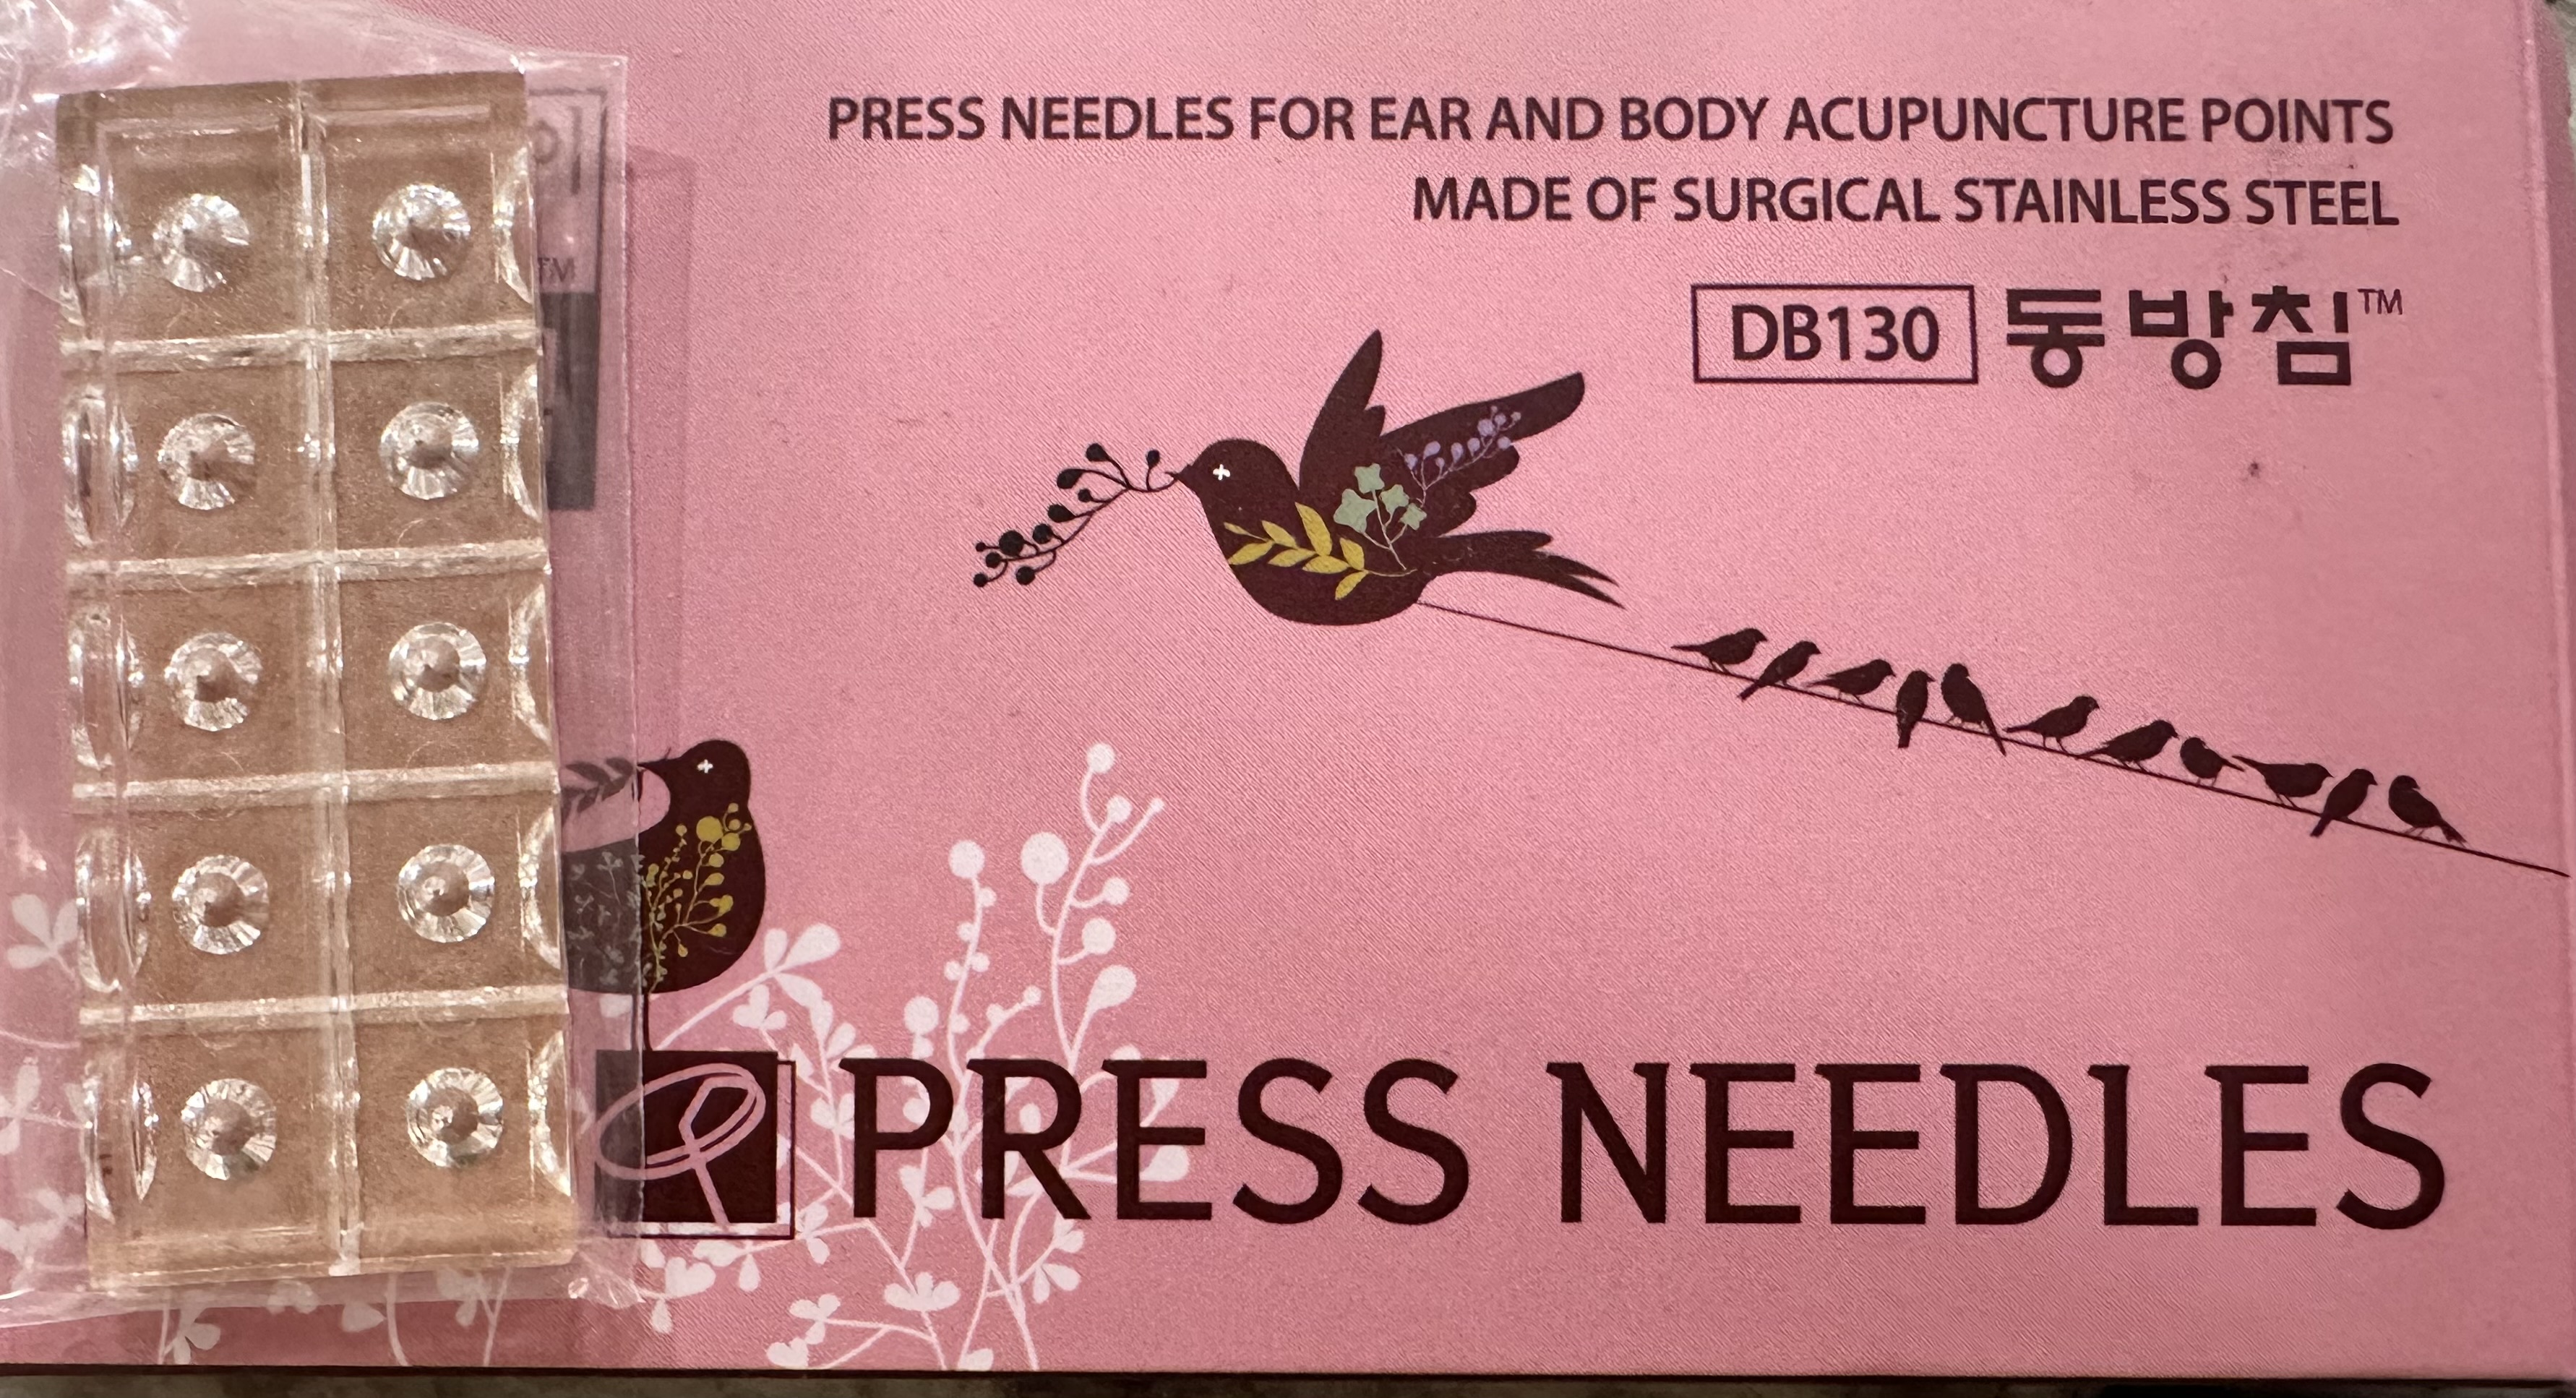 PRESS NEEDLES FOR EAR AND BODY ACUPUNCTURE POINTS
MADE OF SURGICAL STAINLESS STEEL
DB130 동방침™
TM
PRESS NEEDLES